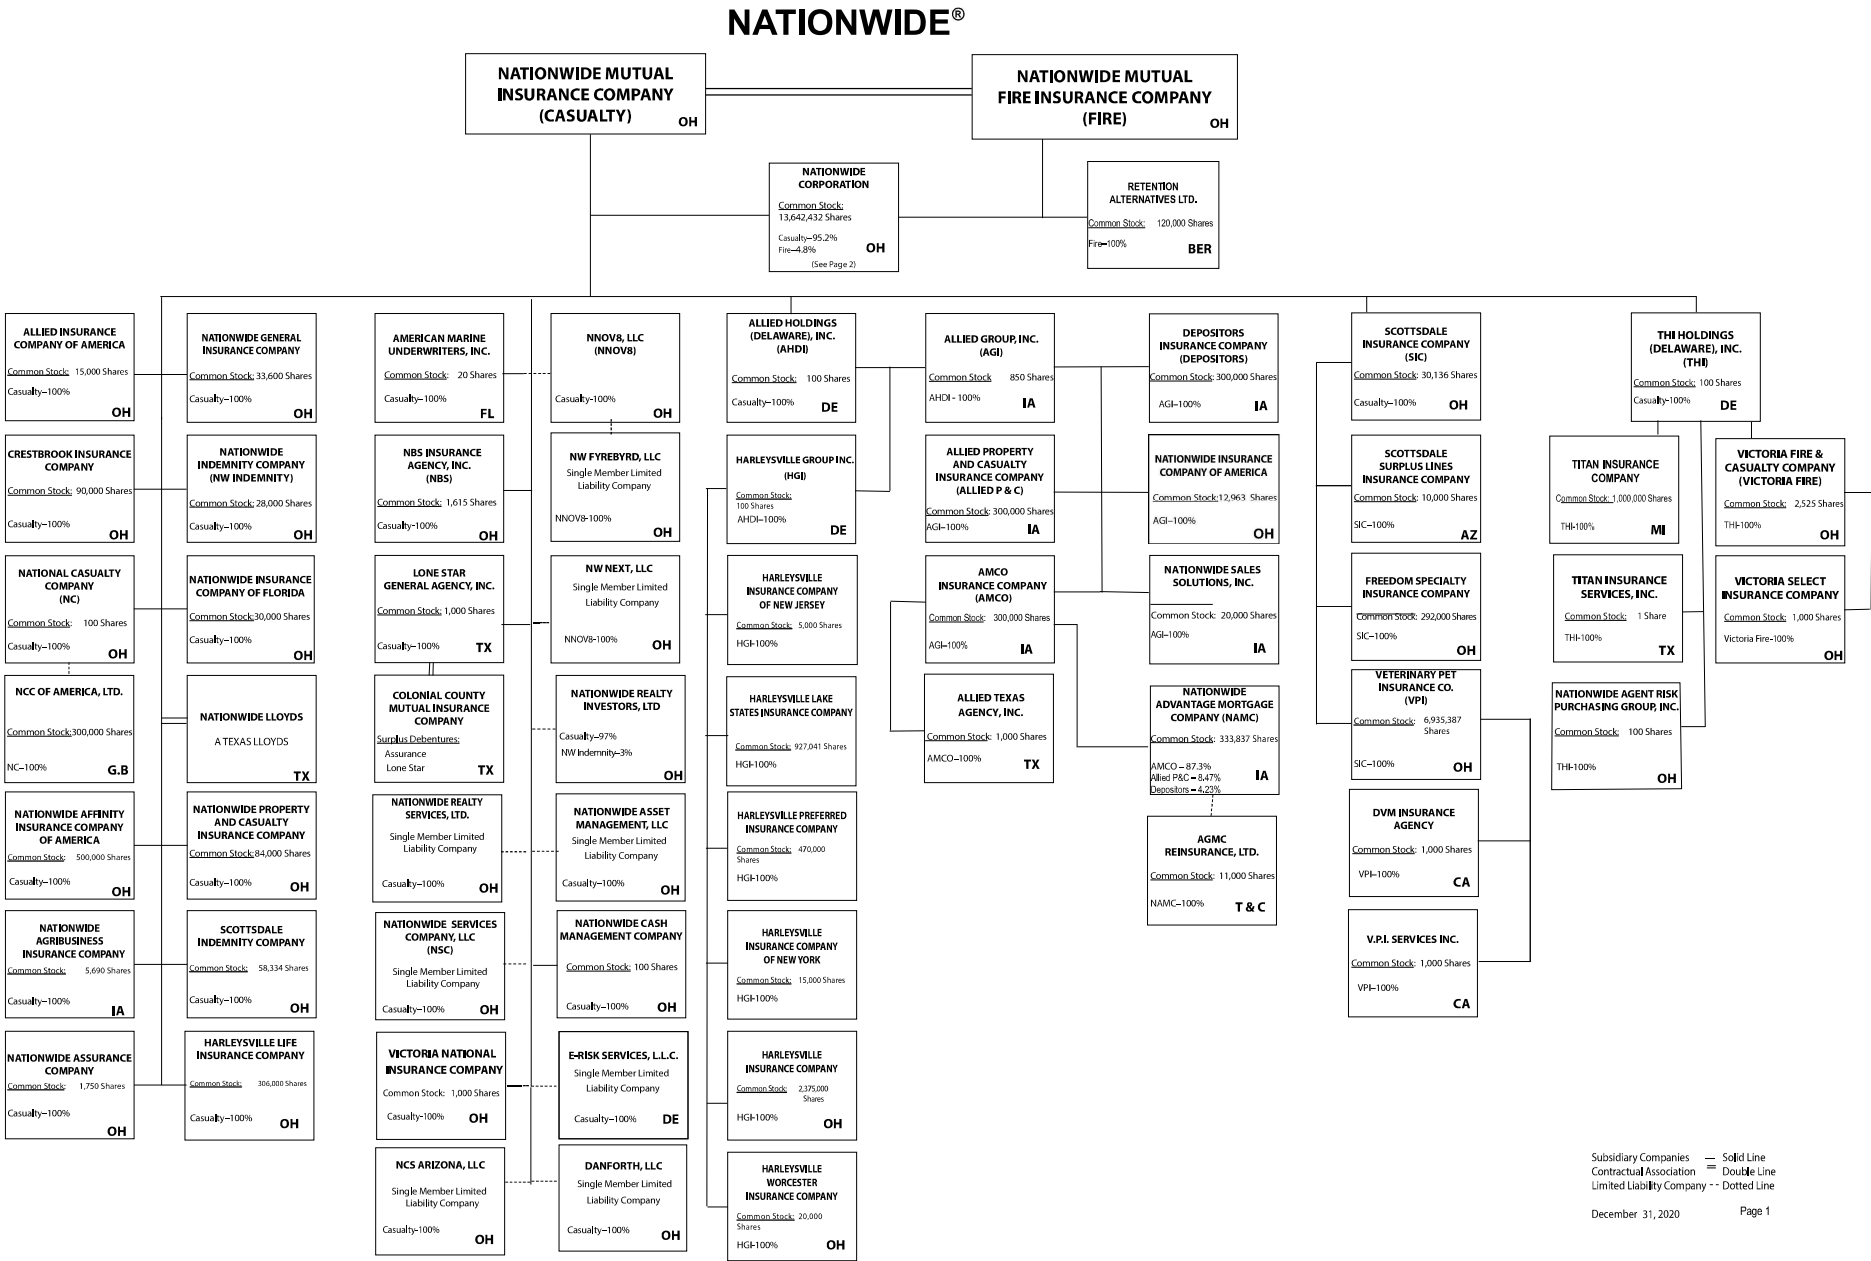 NATIONWIDE®
NATIONWIDE MUTUAL
INSURANCE COMPANY
(CASUALTY)
OH
NATIONWIDE MUTUAL
FIRE INSURANCE COMPANY
(FIRE)
OH
NATIONWIDE
CORPORATION
Common Stock:
13,642,432 Shares
Casualty–95.2%
Fire–4.8%
OH
(See Page 2)
RETENTION
ALTERNATIVES LTD.
Common Stock: 120,000 Shares
Fire–100%
BER
ALLIED INSURANCE
COMPANY OF AMERICA
Common Stock: 15,000 Shares
Casualty–100%
OH
CRESTBROOK INSURANCE
COMPANY
Common Stock: 90,000 Shares
Casualty–100%
OH
NATIONAL CASUALTY
COMPANY
(NC)
Common Stock: 100 Shares
Casualty–100%
OH
NCC OF AMERICA, LTD.
Common Stock:300,000 Shares
NC–100%
G.B
NATIONWIDE AFFINITY
INSURANCE COMPANY
OF AMERICA
Common Stock: 500,000 Shares
Casualty–100%
OH
NATIONWIDE
AGRIBUSINESS
INSURANCE COMPANY
Common Stock: 5,690 Shares
Casualty–100%
IA
NATIONWIDE ASSURANCE
COMPANY
Common Stock: 1,750 Shares
Casualty–100%
OH
NATIONWIDE GENERAL
INSURANCE COMPANY
Common Stock: 33,600 Shares
Casualty–100%
OH
NATIONWIDE
INDEMNITY COMPANY
(NW INDEMNITY)
Common Stock: 28,000 Shares
Casualty–100%
OH
NATIONWIDE INSURANCE
COMPANY OF FLORIDA
Common Stock:30,000 Shares
Casualty–100%
OH
NATIONWIDE LLOYDS
A TEXAS LLOYDS
TX
NATIONWIDE PROPERTY
AND CASUALTY
INSURANCE COMPANY
Common Stock:84,000 Shares
Casualty–100%
OH
SCOTTSDALE
INDEMNITY COMPANY
Common Stock: 58,334 Shares
Casualty–100%
OH
HARLEYSVILLE LIFE
INSURANCE COMPANY
Common Stock: 306,000 Shares
Casualty–100%
OH
AMERICAN MARINE
UNDERWRITERS, INC.
Common Stock: 20 Shares
Casualty–100%
FL
NBS INSURANCE
AGENCY, INC.
(NBS)
Common Stock: 1,615 Shares
Casualty-100%
OH
LONE STAR
GENERAL AGENCY, INC.
Common Stock: 1,000 Shares
Casualty–100%
TX
COLONIAL COUNTY
MUTUAL INSURANCE
COMPANY
Surplus Debentures:
Assurance
Lone Star
TX
NATIONWIDE REALTY
SERVICES, LTD.
Single Member Limited
Liability Company
Casualty–100%
OH
NATIONWIDE SERVICES
COMPANY, LLC
(NSC)
Single Member Limited
Liability Company
Casualty–100%
OH
VICTORIA NATIONAL
INSURANCE COMPANY
Common Stock: 1,000 Shares
Casualty-100%
OH
NCS ARIZONA, LLC
Single Member Limited
Liability Company
Casualty-100%
OH
NNOV8, LLC
(NNOV8)
Casualty–100%
OH
NW FYREBYRD, LLC
Single Member Limited
Liability Company
NNOV8-100%
OH
NW NEXT, LLC
Single Member Limited
Liability Company
NNOV8-100%
OH
NATIONWIDE REALTY
INVESTORS, LTD
Casualty–97%
NW Indemnity–3%
OH
NATIONWIDE ASSET
MANAGEMENT, LLC
Single Member Limited
Liability Company
Casualty–100%
OH
NATIONWIDE CASH
MANAGEMENT COMPANY
Common Stock: 100 Shares
Casualty–100%
OH
E-RISK SERVICES, L.L.C.
Single Member Limited
Liability Company
Casualty–100%
DE
DANFORTH, LLC
Single Member Limited
Liability Company
Casualty–100%
OH
ALLIED HOLDINGS
(DELAWARE), INC.
(AHDI)
Common Stock: 100 Shares
Casualty–100%
DE
HARLEYSVILLE GROUP INC.
(HGI)
Common Stock:
100 Shares
AHDI–100%
DE
HARLEYSVILLE
INSURANCE COMPANY
OF NEW JERSEY
Common Stock: 5,000 Shares
HGI-100%
HARLEYSVILLE LAKE
STATES INSURANCE COMPANY
Common Stock: 927,041 Shares
HGI-100%
HARLEYSVILLE PREFERRED
INSURANCE COMPANY
Common Stock: 470,000
Shares
HGI-100%
HARLEYSVILLE
INSURANCE COMPANY
OF NEW YORK
Common Stock: 15,000 Shares
HGI-100%
HARLEYSVILLE
INSURANCE COMPANY
Common Stock: 2,375,000
Shares
HGI-100%
OH
HARLEYSVILLE
WORCESTER
INSURANCE COMPANY
Common Stock: 20,000
Shares
HGI-100%
OH
ALLIED GROUP, INC.
(AGI)
Common Stock 850 Shares
AHDI - 100%
IA
ALLIED PROPERTY
AND CASUALTY
INSURANCE COMPANY
(ALLIED P & C)
Common Stock: 300,000 Shares
AGI–100%
IA
AMCO
INSURANCE COMPANY
(AMCO)
Common Stock: 300,000 Shares
AGI-100%
IA
ALLIED TEXAS
AGENCY, INC.
Common Stock: 1,000 Shares
AMCO–100%
TX
DEPOSITORS
INSURANCE COMPANY
(DEPOSITORS)
Common Stock: 300,000 Shares
AGI–100%
IA
NATIONWIDE INSURANCE
COMPANY OF AMERICA
Common Stock:12,963 Shares
AGI–100%
OH
NATIONWIDE SALES
SOLUTIONS, INC.
Common Stock: 20,000 Shares
AGI–100%
IA
NATIONWIDE
ADVANTAGE MORTGAGE
COMPANY (NAMC)
Common Stock: 333,837 Shares
AMCO – 87.3%
Allied P&C – 8.47%
Depositors – 4.23%
IA
AGMC
REINSURANCE, LTD.
Common Stock: 11,000 Shares
NAMC–100%
T & C
SCOTTSDALE
INSURANCE COMPANY
(SIC)
Common Stock: 30,136 Shares
Casualty–100%
OH
SCOTTSDALE
SURPLUS LINES
INSURANCE COMPANY
Common Stock: 10,000 Shares
SIC–100%
AZ
FREEDOM SPECIALTY
INSURANCE COMPANY
Common Stock: 292,000 Shares
SIC–100%
OH
VETERINARY PET
INSURANCE CO.
(VPI)
Common Stock: 6,935,387
Shares
SIC–100%
OH
DVM INSURANCE
AGENCY
Common Stock: 1,000 Shares
VPI–100%
CA
V.P.I. SERVICES INC.
Common Stock: 1,000 Shares
VPI–100%
CA
THI HOLDINGS
(DELAWARE), INC.
(THI)
Common Stock: 100 Shares
Casualty–100%
DE
TITAN INSURANCE
COMPANY
Common Stock: 1,000,000 Shares
THI-100%
MI
TITAN INSURANCE
SERVICES, INC.
Common Stock: 1 Share
THI-100%
TX
NATIONWIDE AGENT RISK
PURCHASING GROUP, INC.
Common Stock: 100 Shares
THI-100%
OH
VICTORIA FIRE &
CASUALTY COMPANY
(VICTORIA FIRE)
Common Stock: 2,525 Shares
THI-100%
OH
VICTORIA SELECT
INSURANCE COMPANY
Common Stock: 1,000 Shares
Victoria Fire–100%
OH
Subsidiary Companies — Solid Line
Contractual Association = Double Line
Limited Liability Company -- Dotted Line
December 31, 2020 Page 1